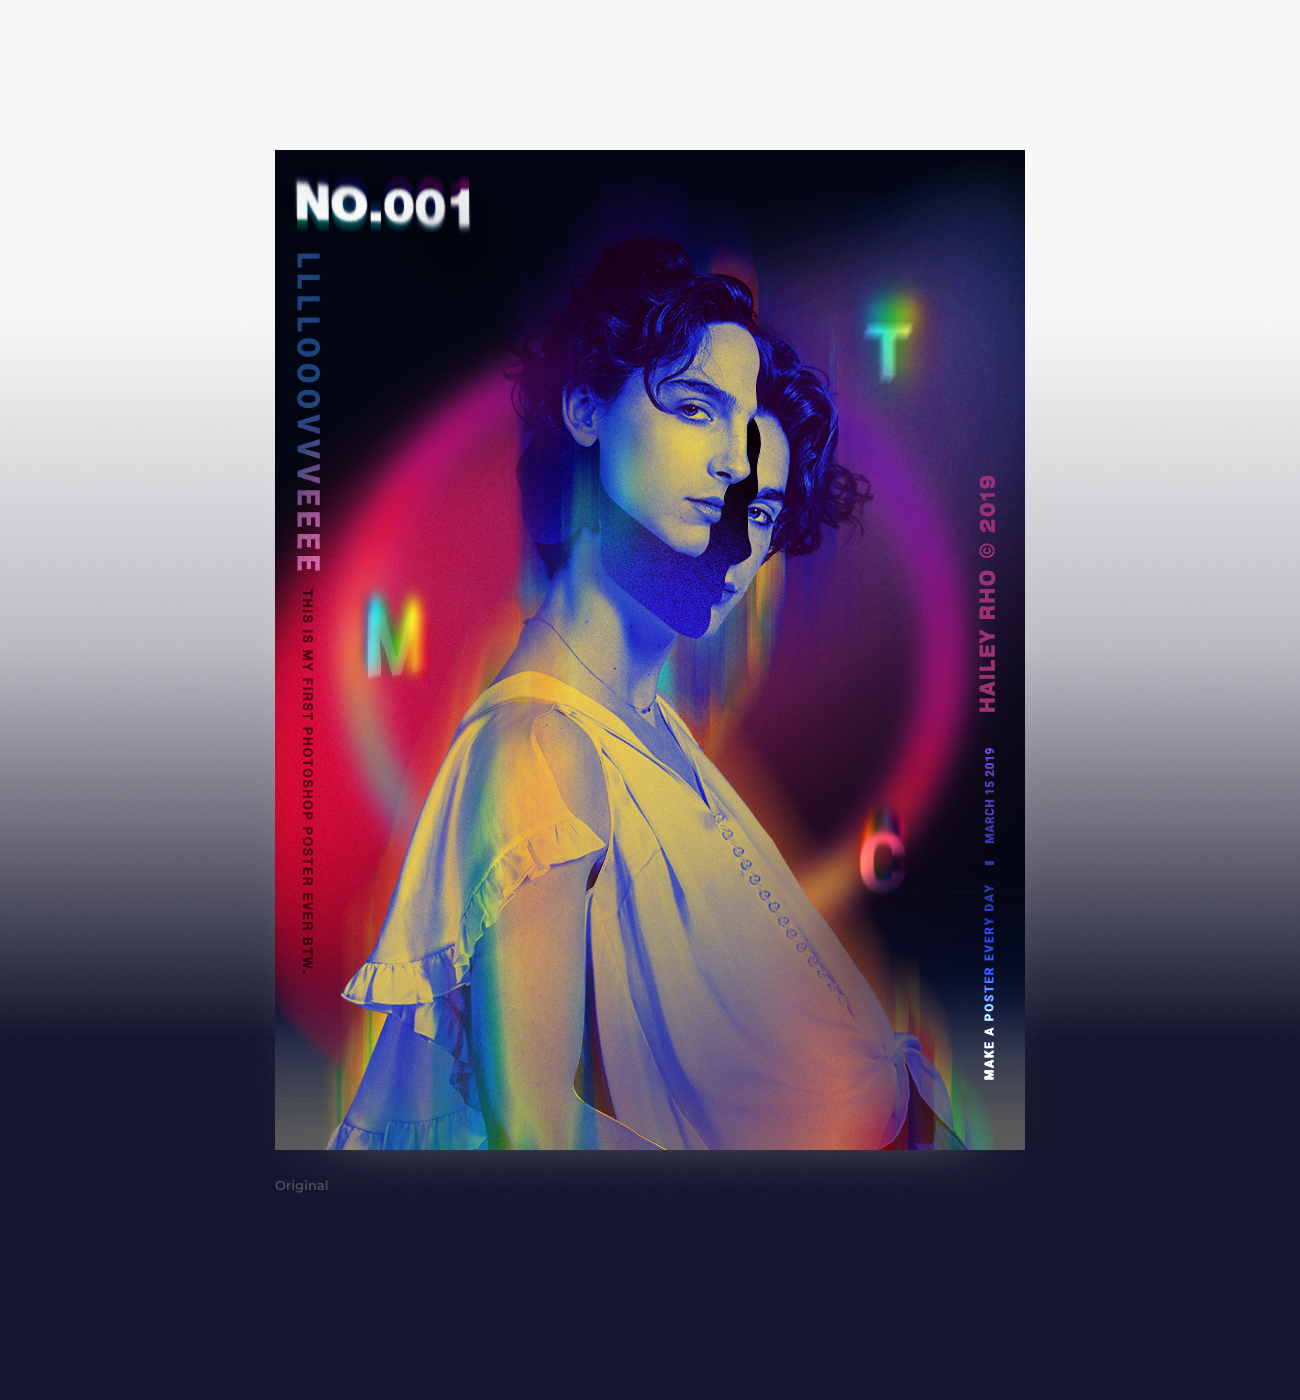 NO.001
LLLLOOOVVVEEEE
THIS IS MY FIRST PHOTOSHOP POSTER EVER BTW.
T
M
C
HAILEY RHO © 2019
MARCH 15 2019
MAKE A POSTER EVERY DAY
Original